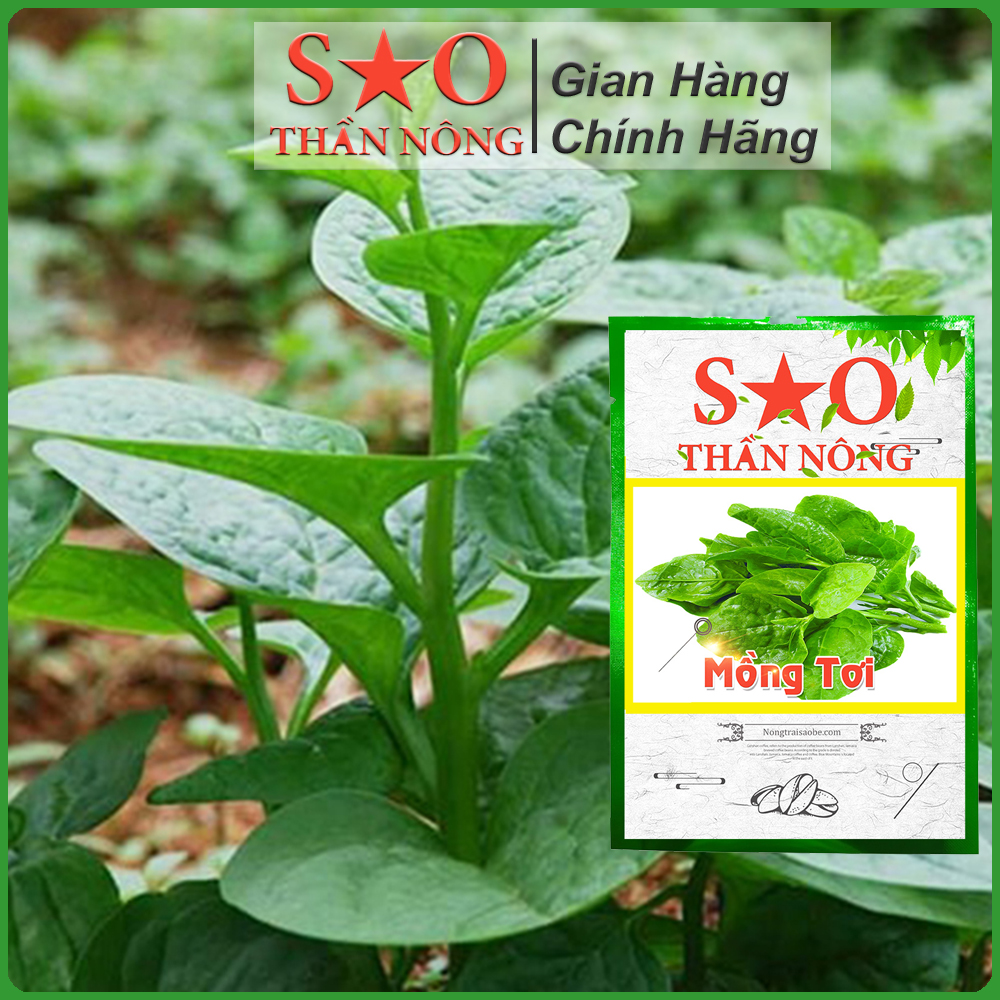 S★O
THẦN NÔNG
Gian Hàng
Chính Hãng
S★O
THẦN NÔNG
Mồng Tơi
Nongtraisaobe.com